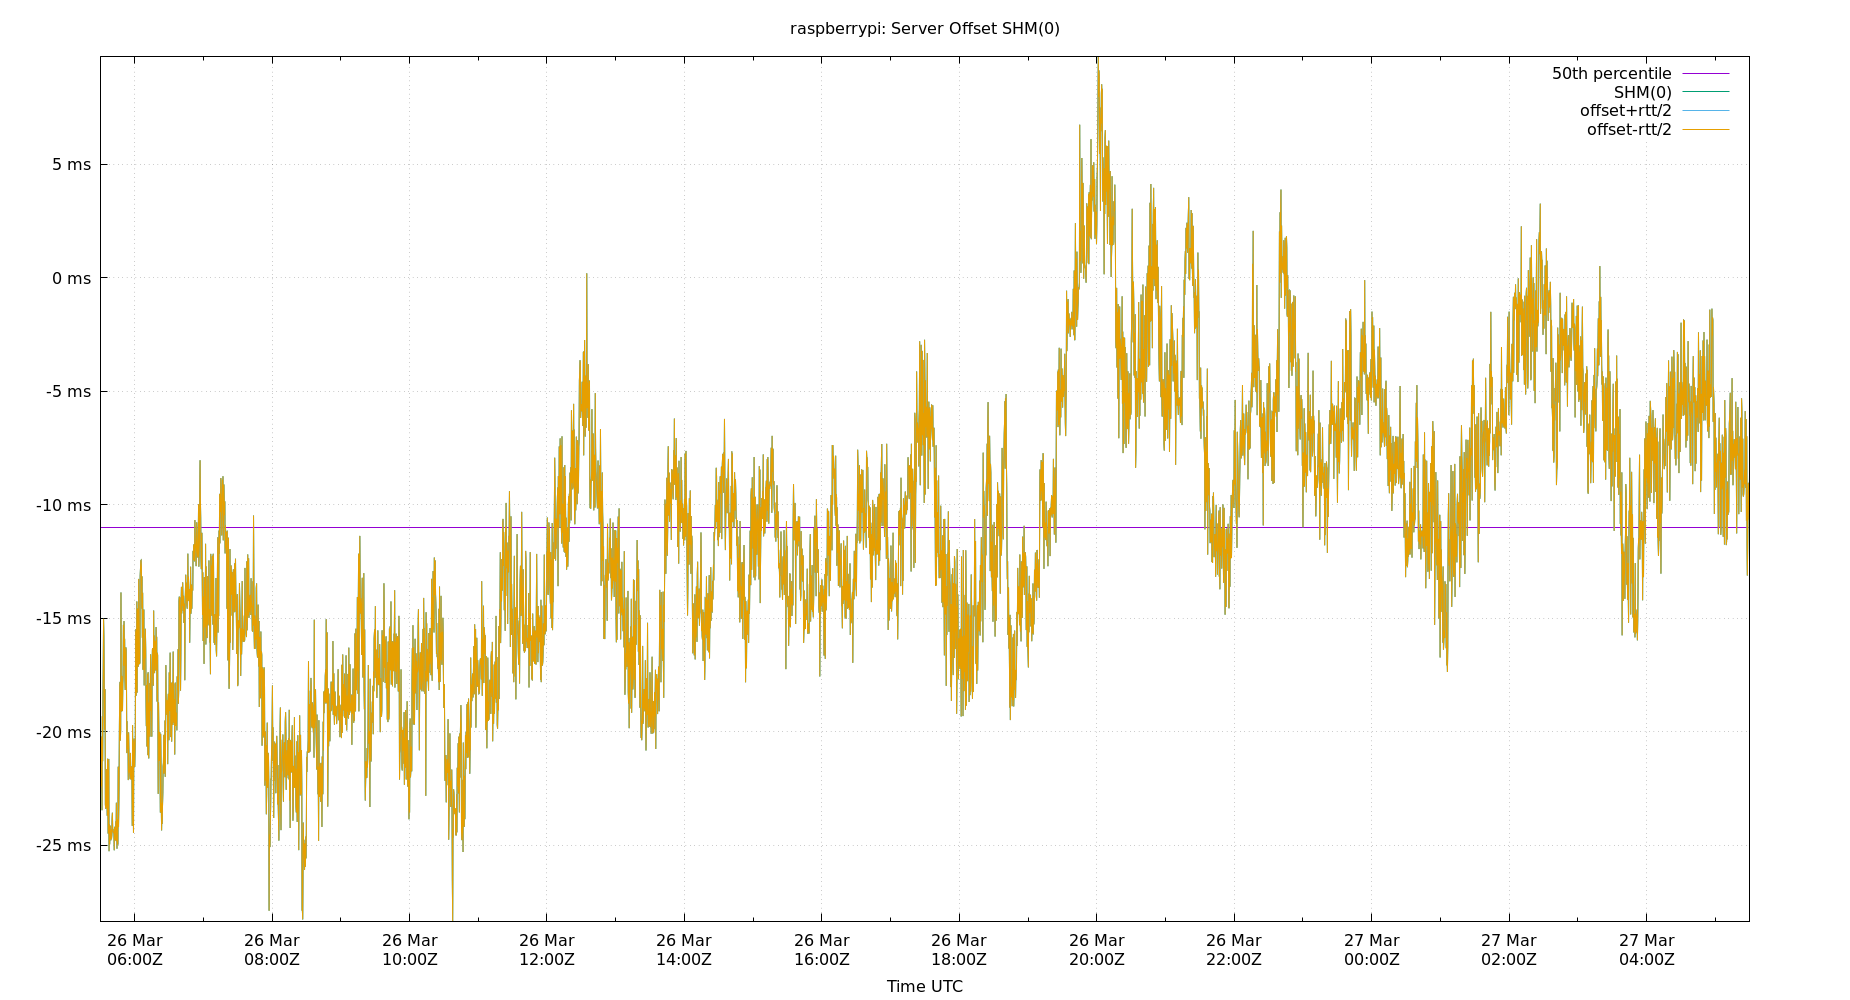 raspberrypi: Server Offset SHM(0)
50th percentile
SHM(0)
offset+rtt/2
offset-rtt/2
5 ms
0 ms
-5 ms
-10 ms
-15 ms
-20 ms
-25 ms
26 Mar 26 Mar 26 Mar 26 Mar 26 Mar 26 Mar 26 Mar 26 Mar 26 Mar 27 Mar 27 Mar 27 Mar
06:00Z 08:00Z 10:00Z 12:00Z 14:00Z 16:00Z 18:00Z 20:00Z 22:00Z 00:00Z 02:00Z 04:00Z
Time UTC